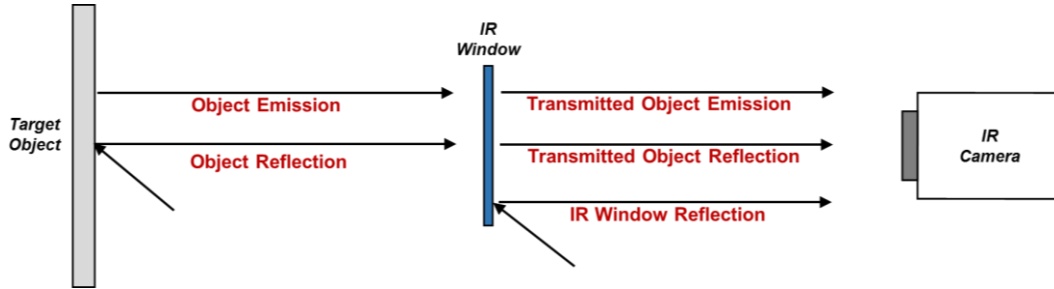 IR
Window
Object Emission
Transmitted Object Emission
Target
Object
IR
Camera
Object Reflection
Transmitted Object Reflection
IR Window Reflection